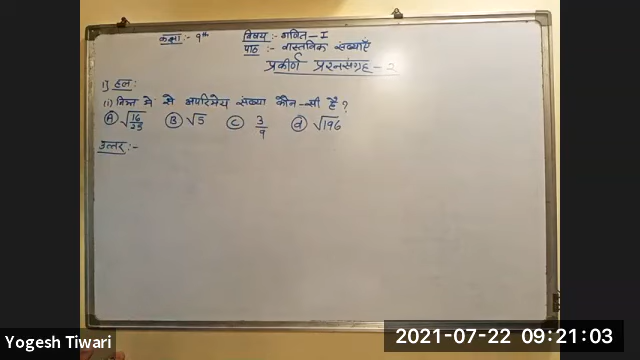 कक्षा :- 9th विषय :- गणित - I
पाठ :- वास्तविक संख्याएँ
प्रकीर्ण प्रश्नसंग्रह - 2
1) हल :
(i) निम्न में से अपरिमेय संख्या कौन-सी है ?
(A) √16/25 (B) √5 (C) 3/9 (d) √196
उत्तर :-
Yogesh Tiwari
2021-07-22 09:21:03